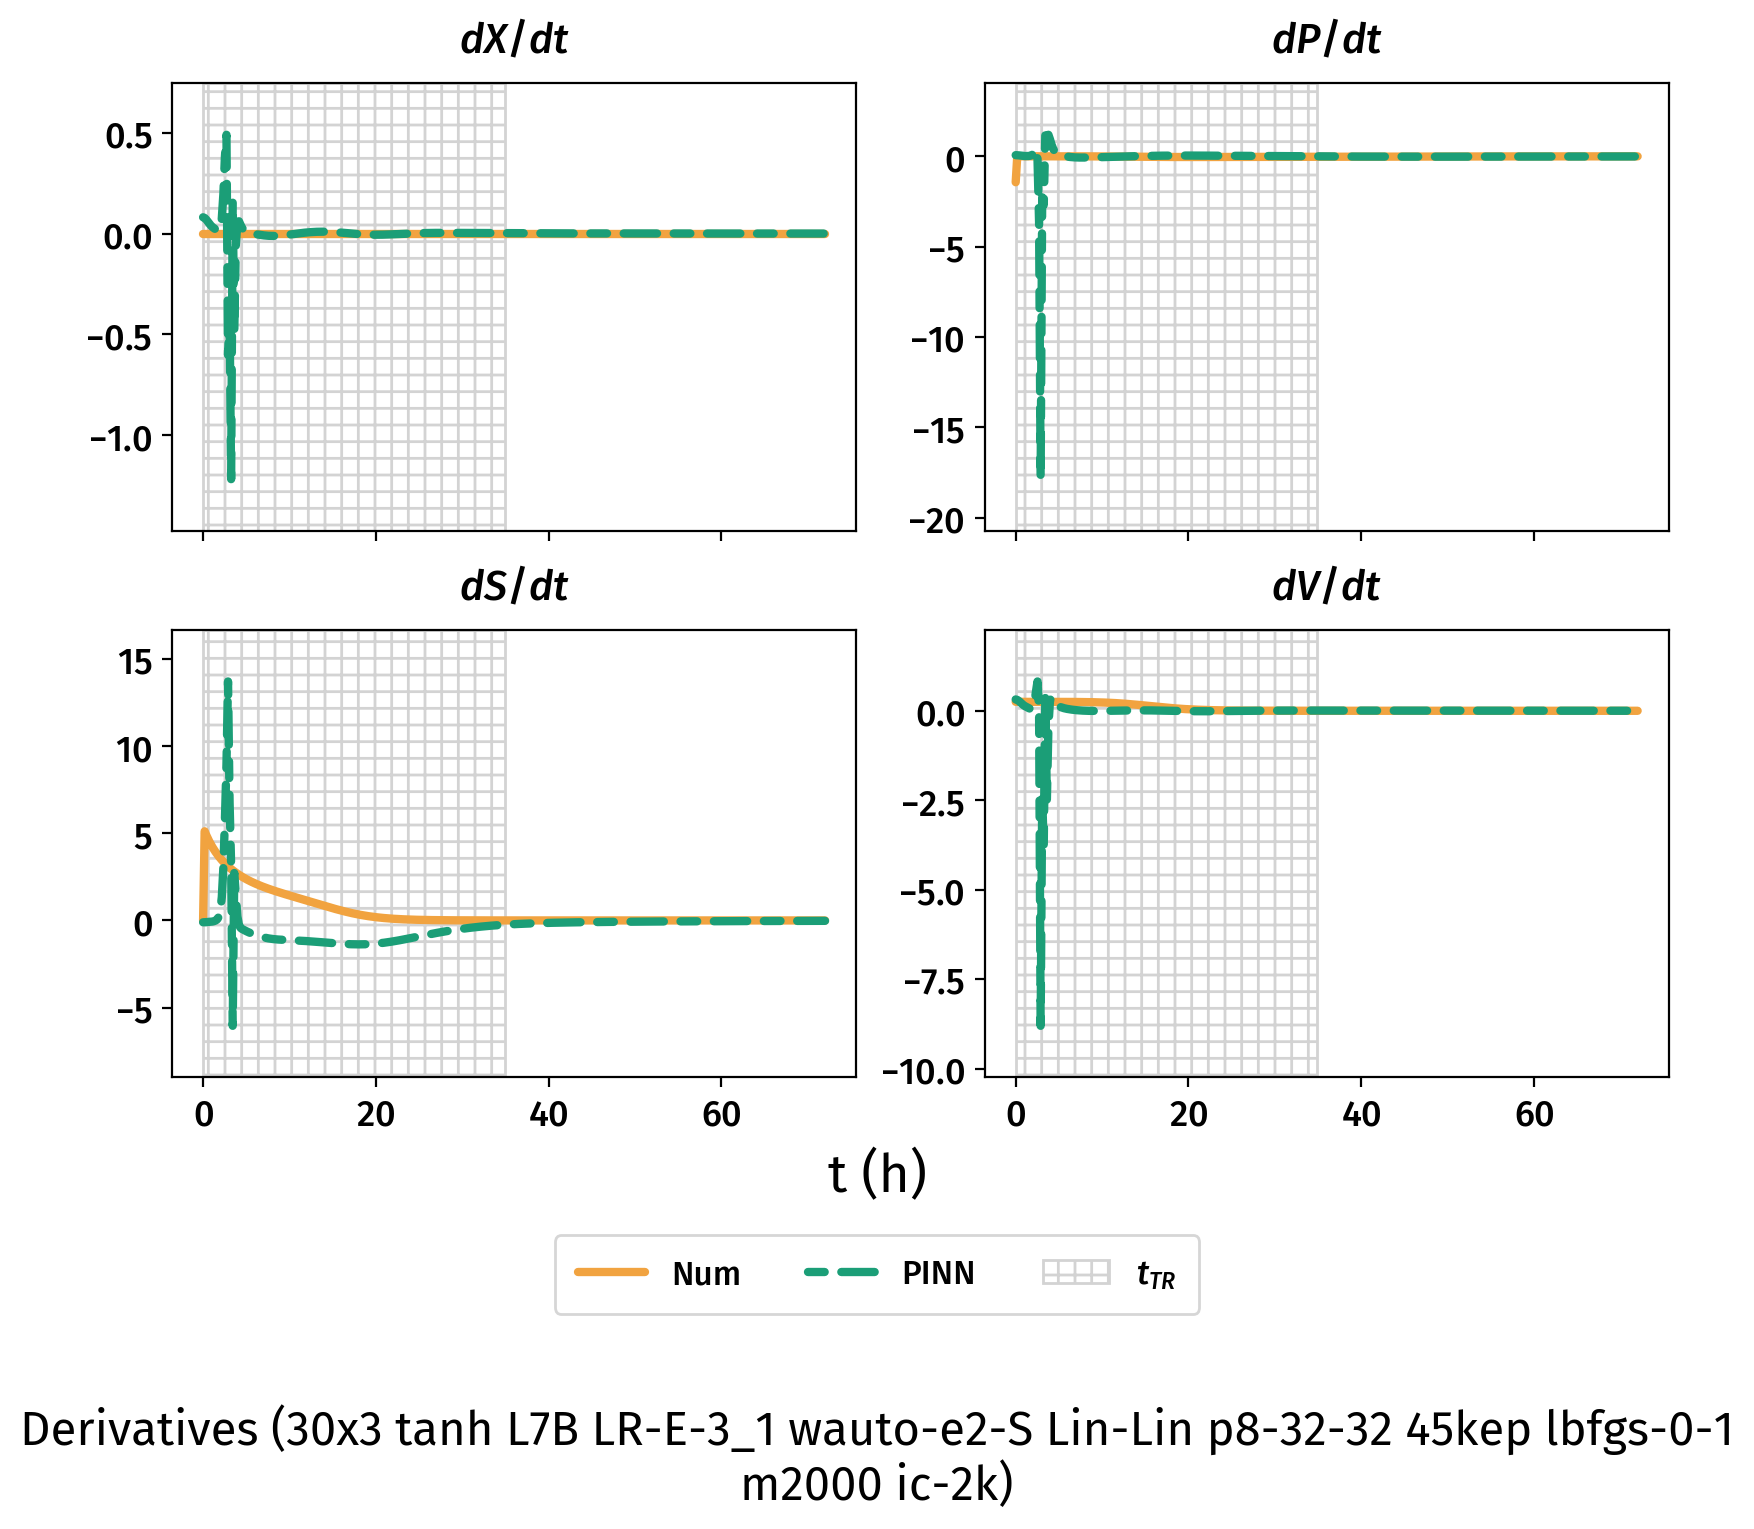 dX/dt
dP/dt
0.5
0.0
−0.5
−1.0
0
−5
−10
−15
−20
dS/dt
dV/dt
15
10
5
0
−5
0.0
−2.5
−5.0
−7.5
−10.0
0 20 40 60
0 20 40 60
t (h)
Num PINN tTR
Derivatives (30x3 tanh L7B LR-E-3_1 wauto-e2-S Lin-Lin p8-32-32 45kep lbfgs-0-1
m2000 ic-2k)